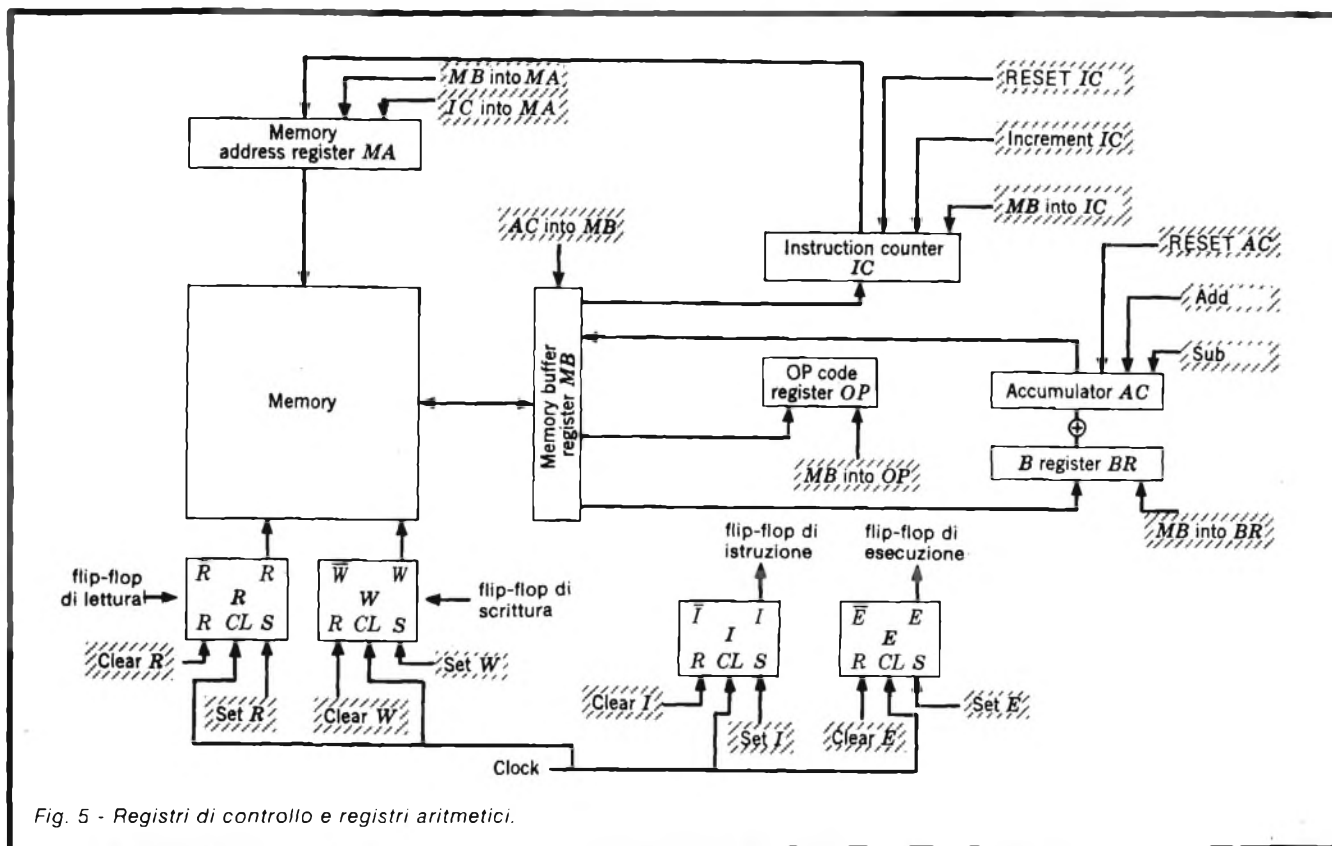 MB into MA
IC into MA
RESET IC
Memory
address register MA
Increment IC
AC into MB
MB into IC
Instruction counter
IC
RESET AC
Add
Sub
Memory
Memory buffer
register MB
OP code
register OP
Accumulator AC
B register BR
MB into OP
MB into BR
flip-flop di
istruzione
flip-flop di
esecuzione
flip-flop
di lettura
R̅ R
R
R CL S
W̅ W
W
R CL S
flip-flop di
scrittura
I̅ I
I
R CL S
E̅ E
E
R CL S
Clear R
Set R
Clear W
Set W
Clear I
Set I
Clear E
Set E
Clock
Fig. 5 - Registri di controllo e registri aritmetici.